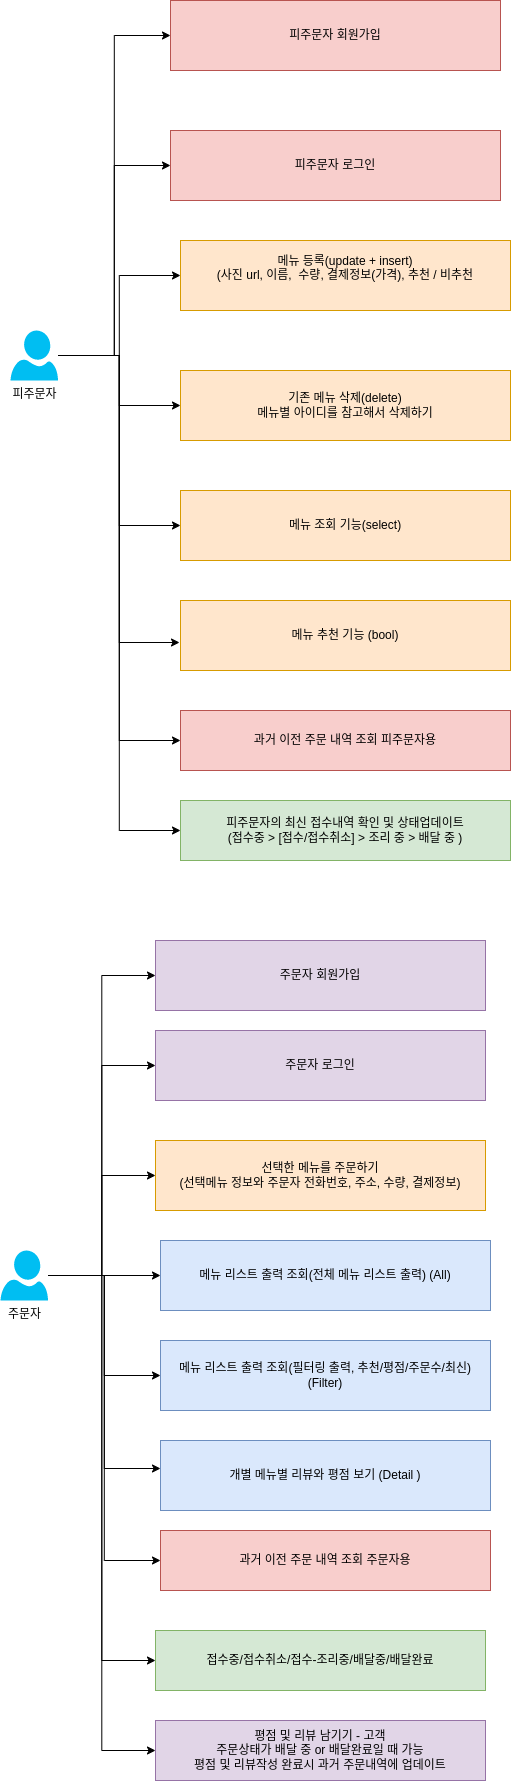 피주문자 회원가입
피주문자 로그인
메뉴 등록(update + insert)
(사진 url, 이름, 수량, 결제정보(가격), 추천 / 비추천
피주문자
기존 메뉴 삭제(delete)
메뉴별 아이디를 참고해서 삭제하기
메뉴 조회 기능(select)
메뉴 추천 기능 (bool)
과거 이전 주문 내역 조회 피주문자용
피주문자의 최신 접수내역 확인 및 상태업데이트
(접수중 > [접수/접수취소] > 조리 중 > 배달 중 )
주문자 회원가입
주문자 로그인
선택한 메뉴를 주문하기
(선택메뉴 정보와 주문자 전화번호, 주소, 수량, 결제정보)
메뉴 리스트 출력 조회(전체 메뉴 리스트 출력) (All)
주문자
메뉴 리스트 출력 조회(필터링 출력, 추천/평점/주문수/최신)
(Filter)
개별 메뉴별 리뷰와 평점 보기 (Detail )
과거 이전 주문 내역 조회 주문자용
접수중/접수취소/접수-조리중/배달중/배달완료
평점 및 리뷰 남기기 - 고객
주문상태가 배달 중 or 배달완료일 때 가능
평점 및 리뷰작성 완료시 과거 주문내역에 업데이트